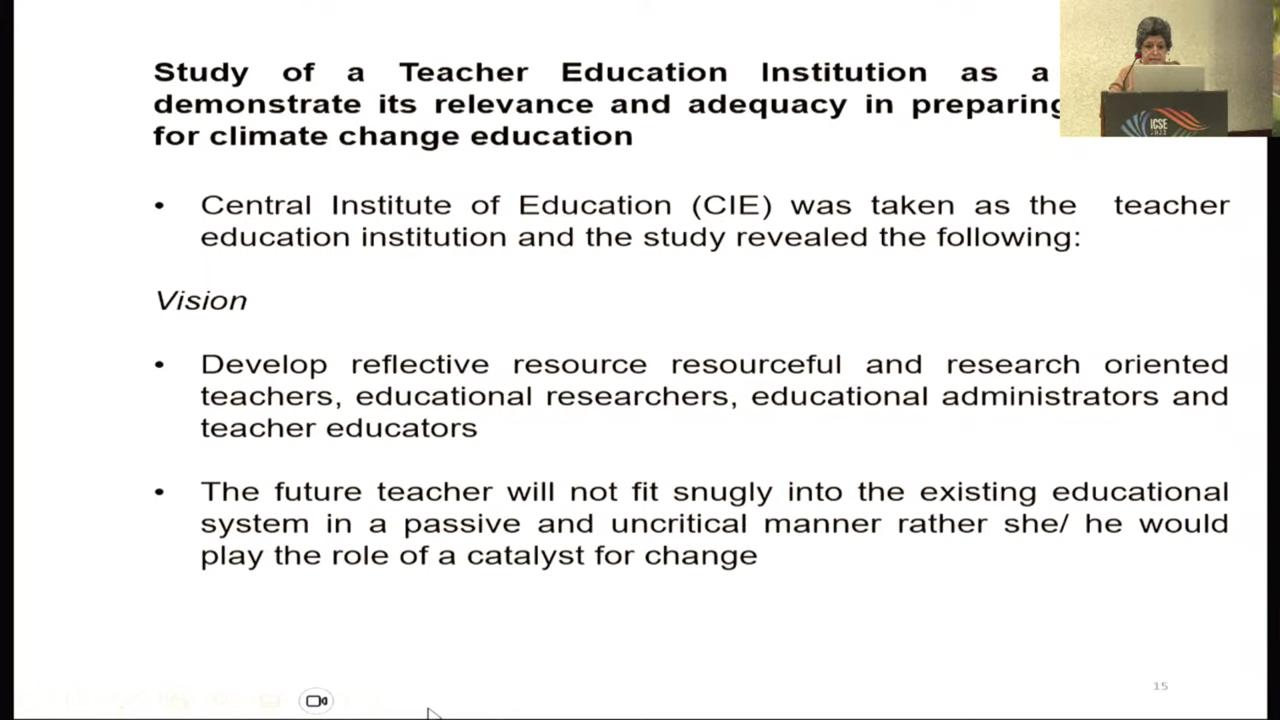 Study of a Teacher Education Institution as a
demonstrate its relevance and adequacy in preparing
for climate change education
• Central Institute of Education (CIE) was taken as the teacher
education institution and the study revealed the following:
Vision
• Develop reflective resource resourceful and research oriented
teachers, educational researchers, educational administrators and
teacher educators
• The future teacher will not fit snugly into the existing educational
system in a passive and uncritical manner rather she/ he would
play the role of a catalyst for change
15
ICSE